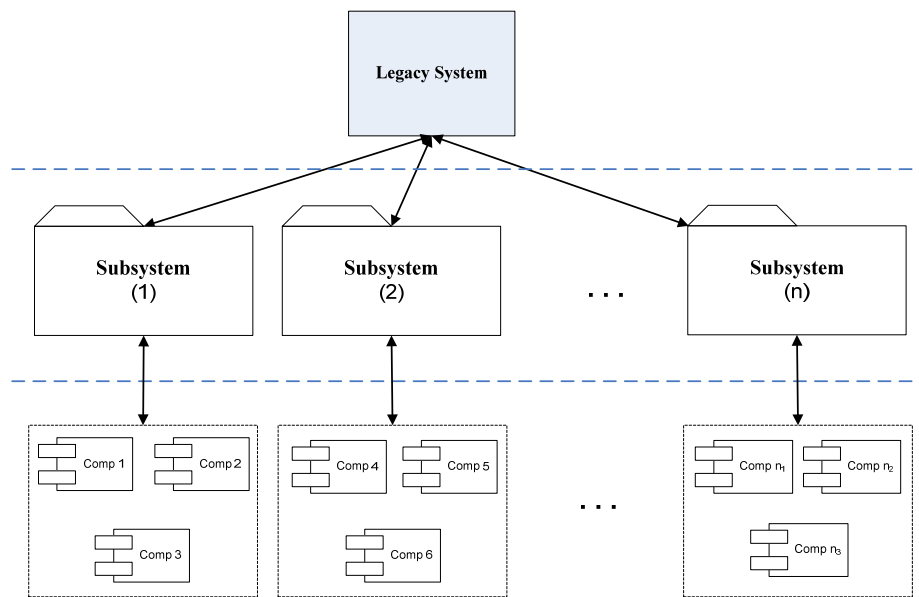 Legacy System
Subsystem
(1)
Subsystem
(2)
. . .
Subsystem
(n)
Comp 1
Comp 2
Comp 3
Comp 4
Comp 5
Comp 6
. . .
Comp n₁
Comp n₂
Comp n₃